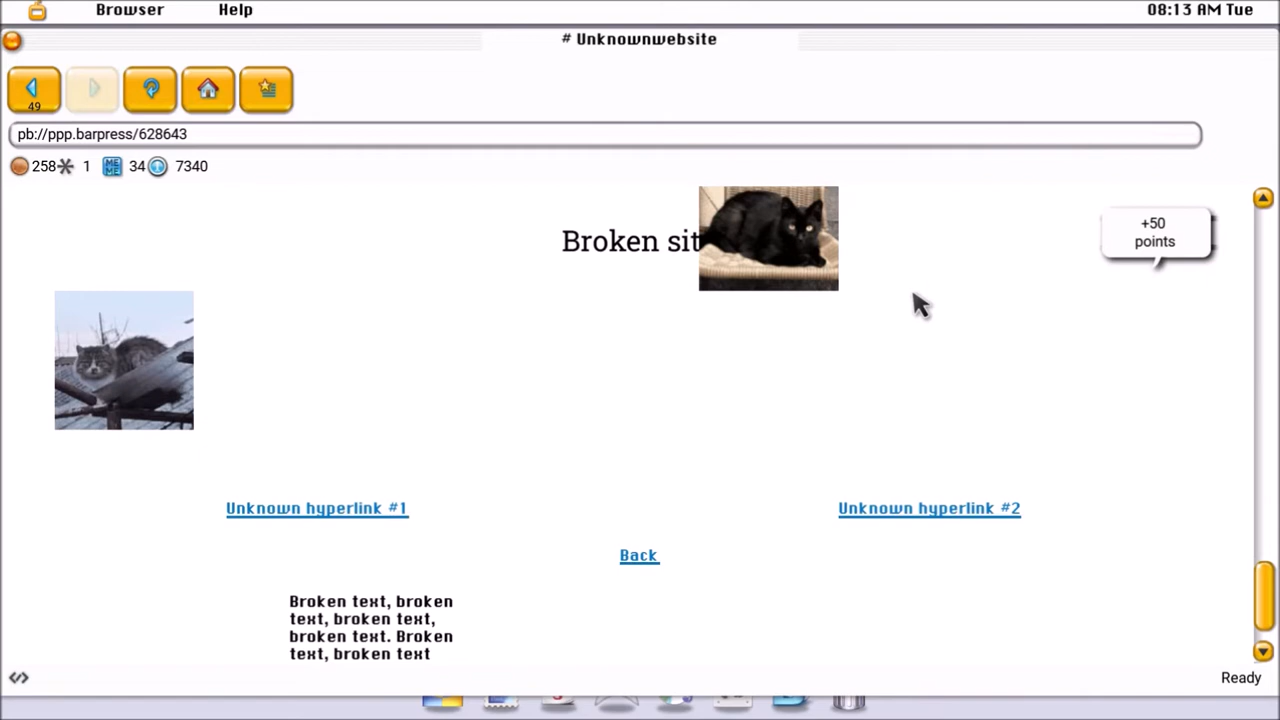 Browser Help 08:13 AM Tue
# Unknownwebsite
49
pb://ppp.barpress/628643
258 1 ME ME 34 7340
+50
points
Broken sit
Unknown hyperlink #1 Unknown hyperlink #2
Back
Broken text, broken
text, broken text,
broken text. Broken
text, broken text
Ready